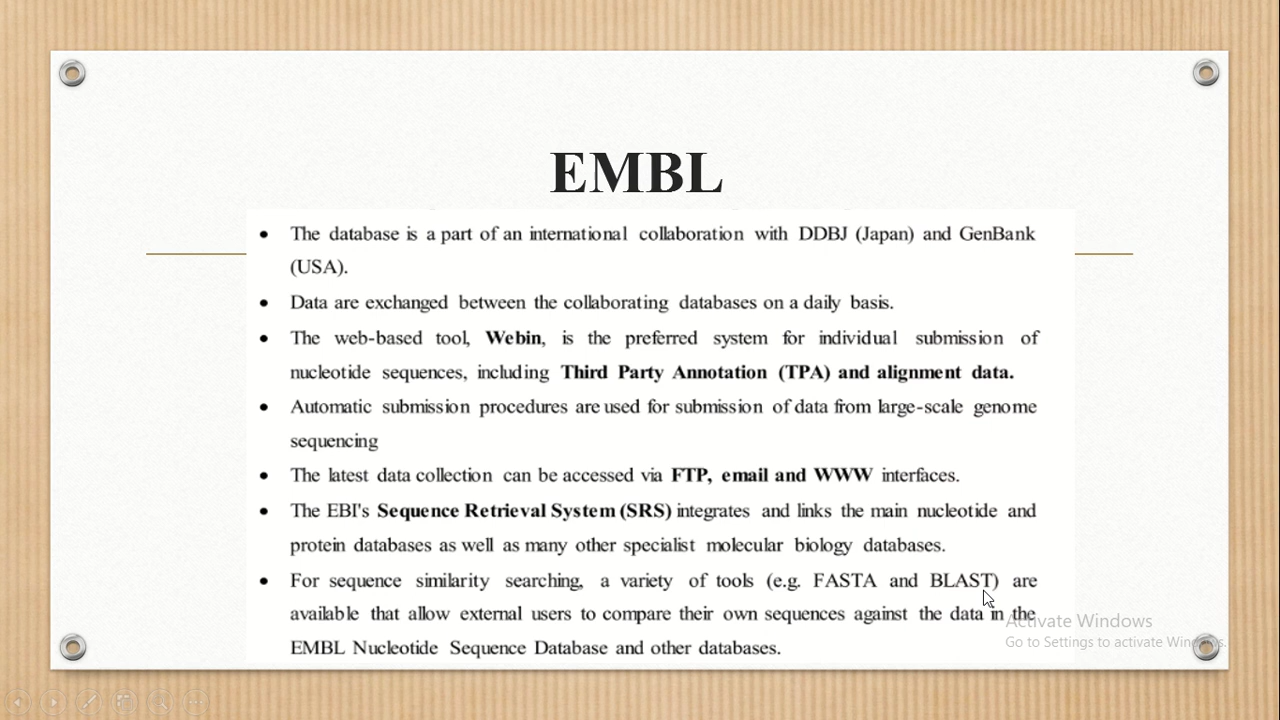 EMBL
• The database is a part of an international collaboration with DDBJ (Japan) and GenBank
(USA).
• Data are exchanged between the collaborating databases on a daily basis.
• The web-based tool, Webin, is the preferred system for individual submission of
nucleotide sequences, including Third Party Annotation (TPA) and alignment data.
• Automatic submission procedures are used for submission of data from large-scale genome
sequencing
• The latest data collection can be accessed via FTP, email and WWW interfaces.
• The EBI's Sequence Retrieval System (SRS) integrates and links the main nucleotide and
protein databases as well as many other specialist molecular biology databases.
• For sequence similarity searching, a variety of tools (e.g. FASTA and BLAST) are
available that allow external users to compare their own sequences against the data in the
EMBL Nucleotide Sequence Database and other databases.
Activate Windows
Go to Settings to activate Windows.